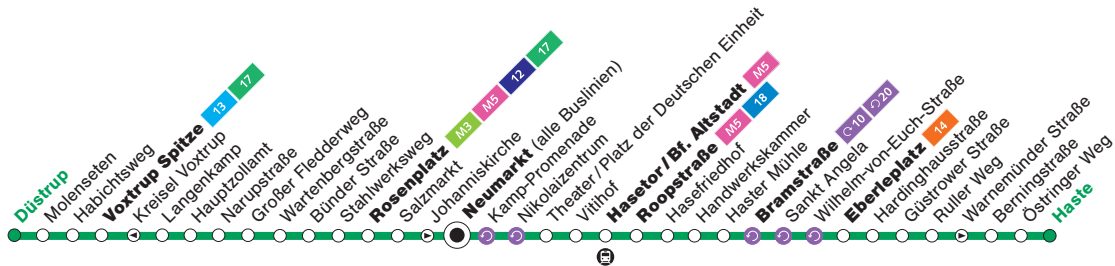 Düstrup
Molenseten
Habichtsweg
Voxtrup Spitze 13 17
Kreisel Voxtrup
Langenkamp
Hauptzollamt
Narupstraße
Großer Fledderweg
Wartenbergstraße
Bünder Straße
Stahlwerksweg
Rosenplatz M3 M5 12 17
Salzmarkt
Johanniskirche
Neumarkt (alle Buslinien)
Kamp-Promenade
Nikolaizentrum
Theater / Platz der Deutschen Einheit
Vitihof
Hasetor / Bf. Altstadt M5
Roopstraße M5 18
Hasefriedhof
Handwerkskammer
Haster Mühle
Bramstraße 10 20
Sankt Angela
Wilhelm-von-Euch-Straße
Eberleplatz 14
Hardinghausstraße
Güstrower Straße
Ruller Weg
Warnemünder Straße
Berningstraße
Östringer Weg
Haste